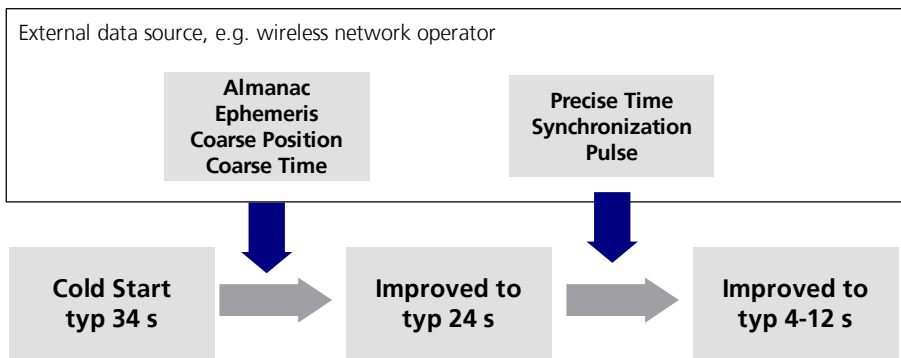 External data source, e.g. wireless network operator
Almanac
Ephemeris
Coarse Position
Coarse Time
Precise Time
Synchronization
Pulse
Cold Start
typ 34 s
Improved to
typ 24 s
Improved to
typ 4-12 s